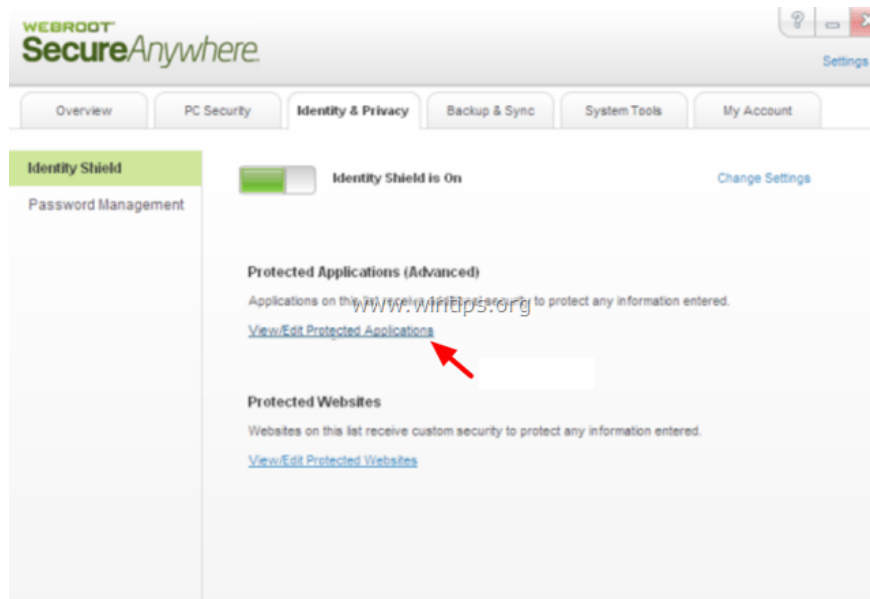 WEBROOT
SecureAnywhere.
?
Settings
Overview
PC Security
Identity & Privacy
Backup & Sync
System Tools
My Account
Identity Shield
Password Management
Identity Shield is On
Change Settings
Protected Applications (Advanced)
Applications on this list receive security to protect any information entered.
www.wintips.org
View/Edit Protected Applications
Protected Websites
Websites on this list receive custom security to protect any information entered.
View/Edit Protected Websites